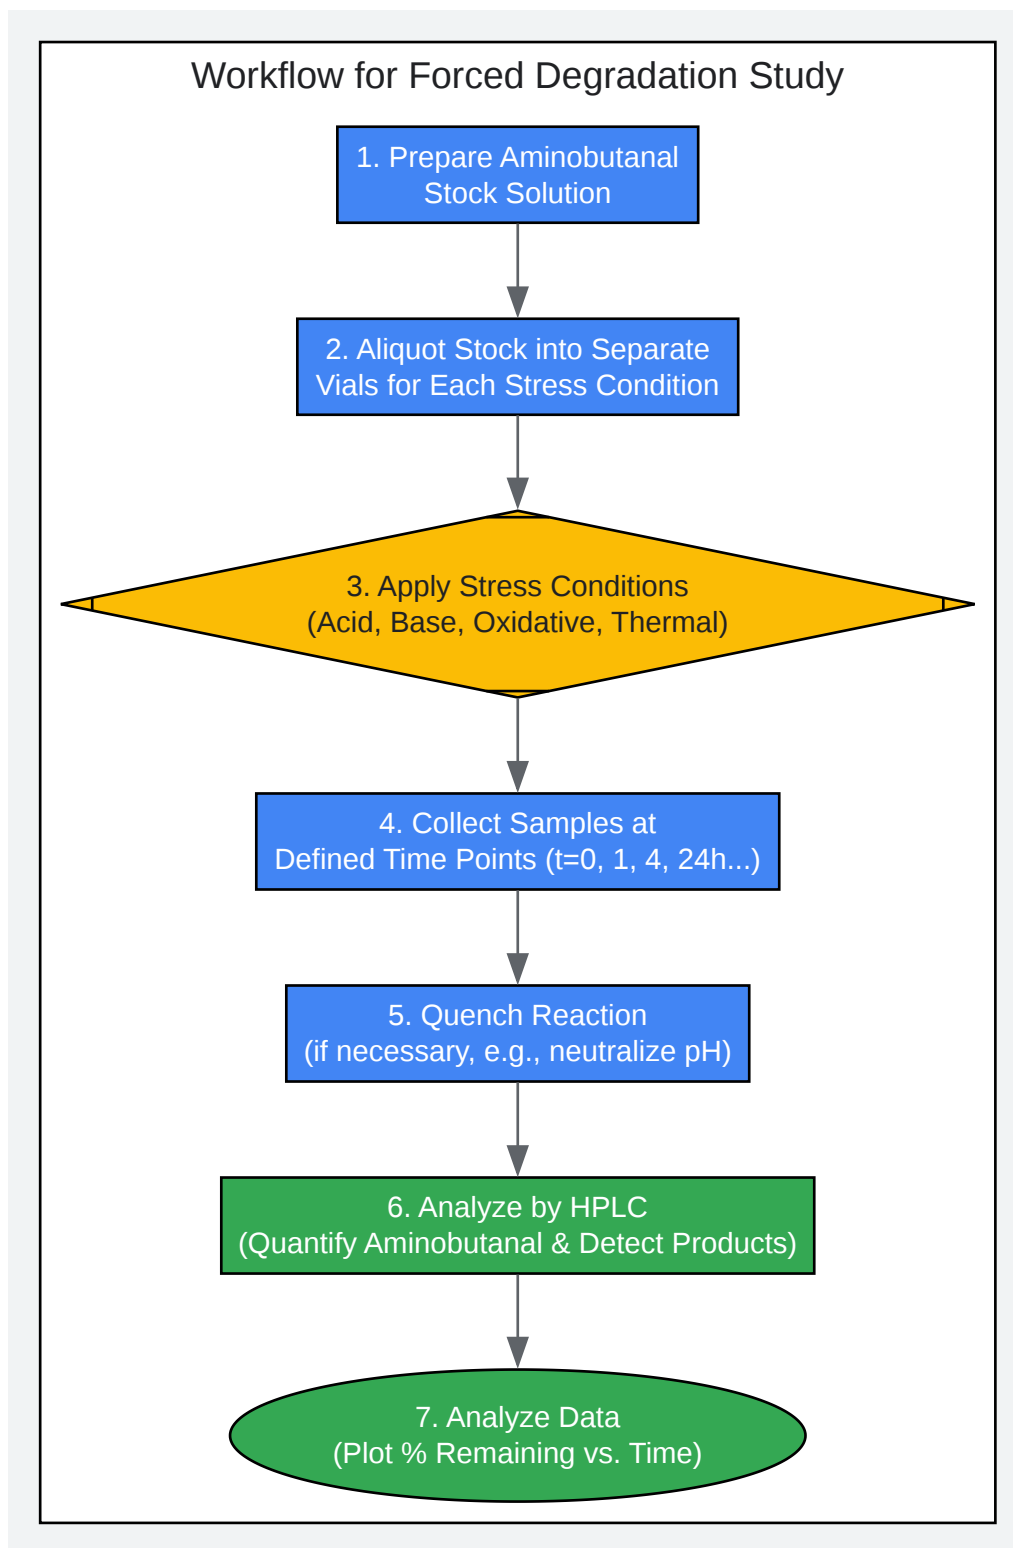 Workflow for Forced Degradation Study
1. Prepare Aminobutanal
Stock Solution
2. Aliquot Stock into Separate
Vials for Each Stress Condition
3. Apply Stress Conditions
(Acid, Base, Oxidative, Thermal)
4. Collect Samples at
Defined Time Points (t=0, 1, 4, 24h...)
5. Quench Reaction
(if necessary, e.g., neutralize pH)
6. Analyze by HPLC
(Quantify Aminobutanal & Detect Products)
7. Analyze Data
(Plot % Remaining vs. Time)